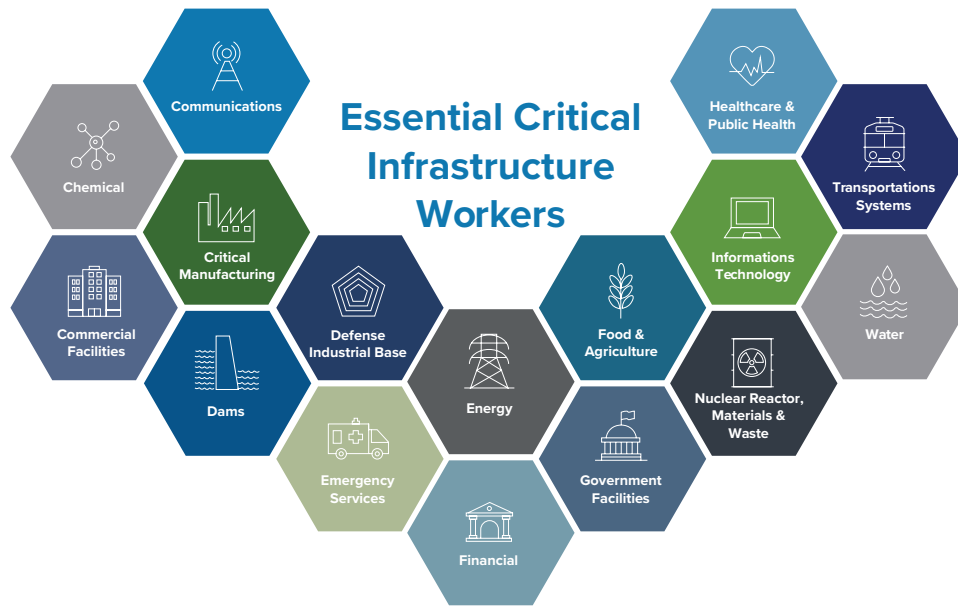 Essential Critical
Infrastructure
Workers
Communications
Healthcare &
Public Health
Chemical
Transportations
Systems
Critical
Manufacturing
Informations
Technology
Commercial
Facilities
Defense
Industrial Base
Food &
Agriculture
Water
Dams
Energy
Nuclear Reactor,
Materials &
Waste
Emergency
Services
Government
Facilities
Financial